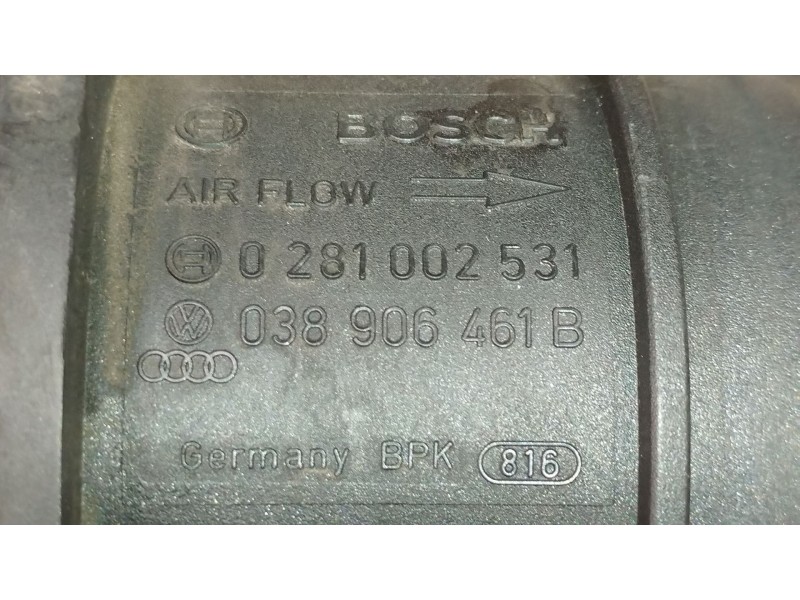 BOSCH
AIR FLOW
0 281 002 531
038 906 461 B
Germany BPK 816